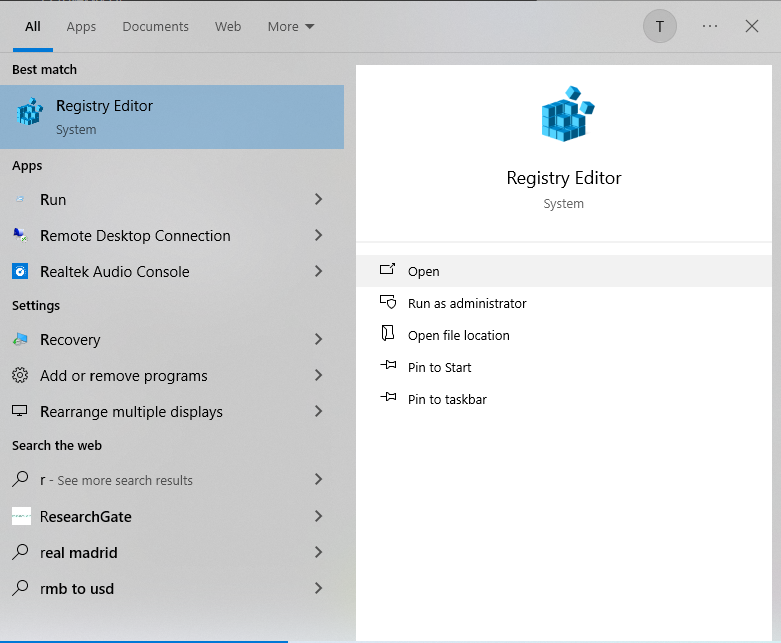 All Apps Documents Web More T
Best match
Registry Editor
System
Apps
Run
Remote Desktop Connection
Realtek Audio Console
Settings
Recovery
Add or remove programs
Rearrange multiple displays
Search the web
r - See more search results
ResearchGate
real madrid
rmb to usd
Registry Editor
System
Open
Run as administrator
Open file location
Pin to Start
Pin to taskbar